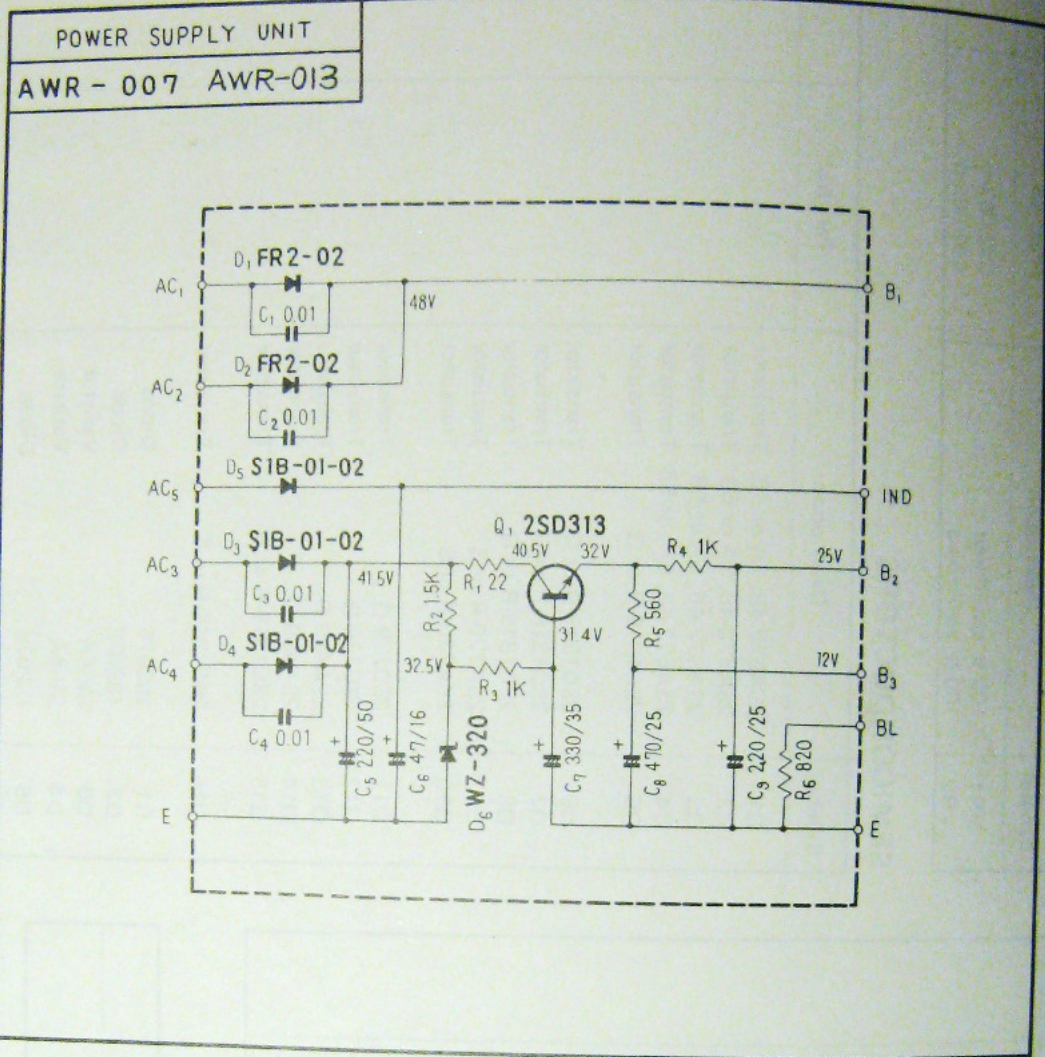 POWER SUPPLY UNIT
AWR - 007 AWR-013
D₁ FR2-02
AC₁
B₁
C₁ 0.01
48V
D₂ FR2-02
AC₂
C₂ 0.01
D₅ S1B-01-02
AC₅
IND
Q₁ 2SD313
D₃ S1B-01-02
40.5V
32V
R₄ 1K
25V
AC₃
B₂
41.5V
R₁ 22
C₃ 0.01
R₂ 1.5K
R₅ 560
31.4V
D₄ S1B-01-02
AC₄
32.5V
12V
B₃
R₃ 1K
C₄ 0.01
BL
+
C₅ 220/50
+
C₆ 47/16
D₆ WZ-320
+
C₇ 330/35
+
C₈ 470/25
+
C₉ 220/25
R₆ 820
E
E